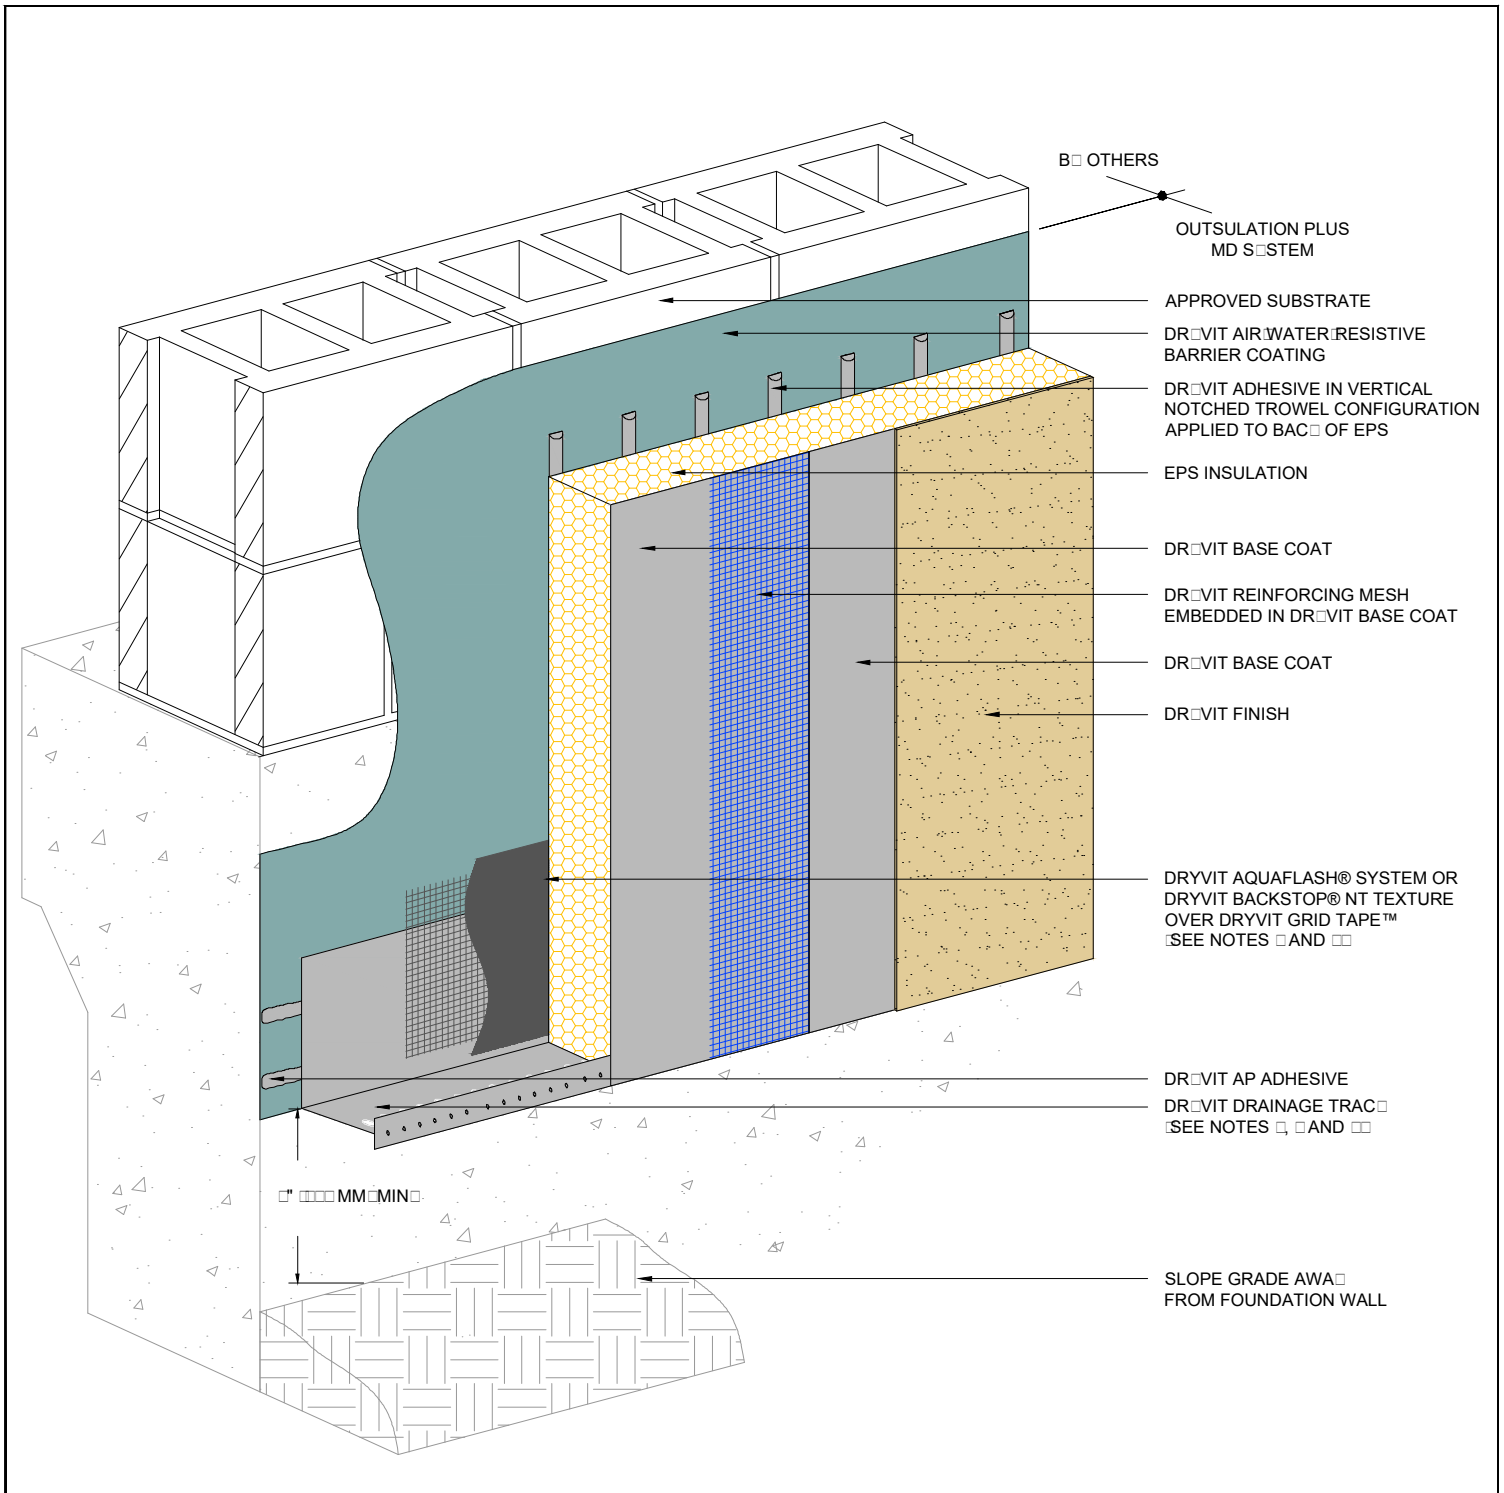 B□ OTHERS
OUTSULATION PLUS
MD S□STEM
APPROVED SUBSTRATE
DR□VIT AIR□WATER□RESISTIVE
BARRIER COATING
DR□VIT ADHESIVE IN VERTICAL
NOTCHED TROWEL CONFIGURATION
APPLIED TO BAC□ OF EPS
EPS INSULATION
DR□VIT BASE COAT
DR□VIT REINFORCING MESH
EMBEDDED IN DR□VIT BASE COAT
DR□VIT BASE COAT
DR□VIT FINISH
DRYVIT AQUAFLASH® SYSTEM OR
DRYVIT BACKSTOP® NT TEXTURE
OVER DRYVIT GRID TAPE™
□SEE NOTES □ AND □□
DR□VIT AP ADHESIVE
DR□VIT DRAINAGE TRAC□
□SEE NOTES □, □ AND □□
□" □□□□ MM□MIN□
SLOPE GRADE AWA□
FROM FOUNDATION WALL